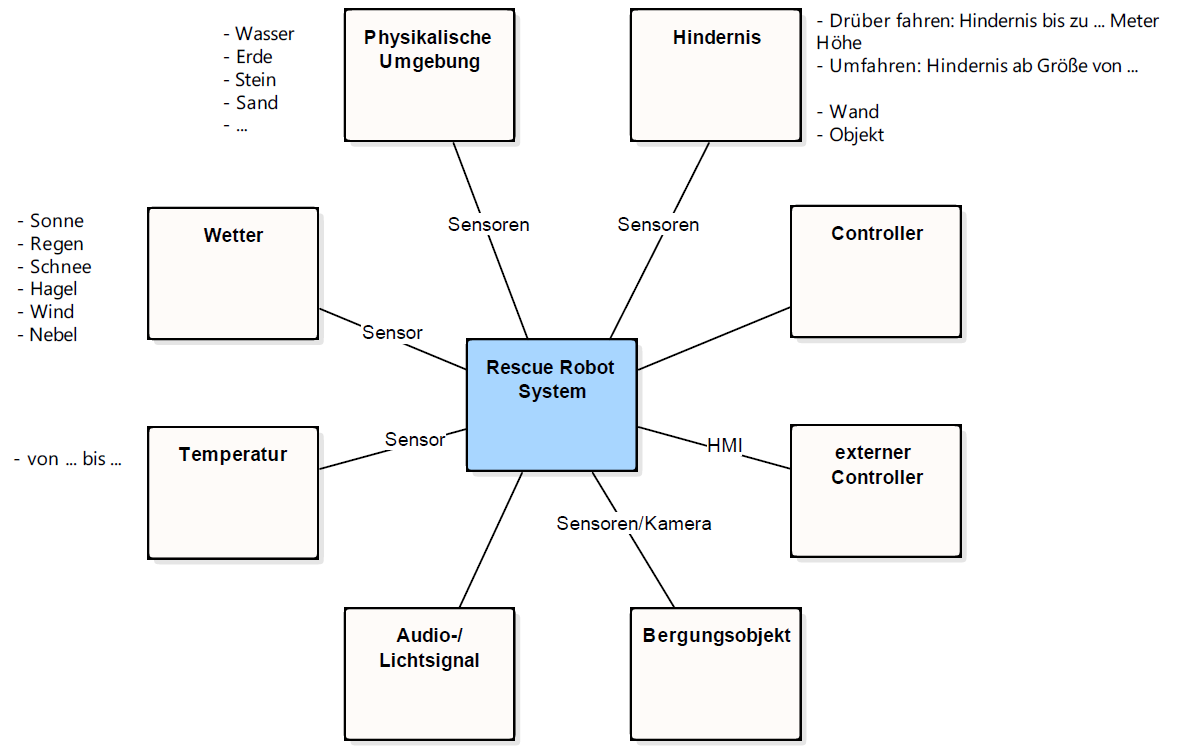 - Wasser
- Erde
- Stein
- Sand
- ...
Physikalische
Umgebung
Hindernis
- Drüber fahren: Hindernis bis zu ... Meter
Höhe
- Umfahren: Hindernis ab Größe von ...
- Wand
- Objekt
- Sonne
- Regen
- Schnee
- Hagel
- Wind
- Nebel
Wetter
Sensoren
Sensoren
Controller
Sensor
Rescue Robot
System
- von ... bis ...
Temperatur
Sensor
HMI
externer
Controller
Sensoren/Kamera
Audio-/
Lichtsignal
Bergungsobjekt